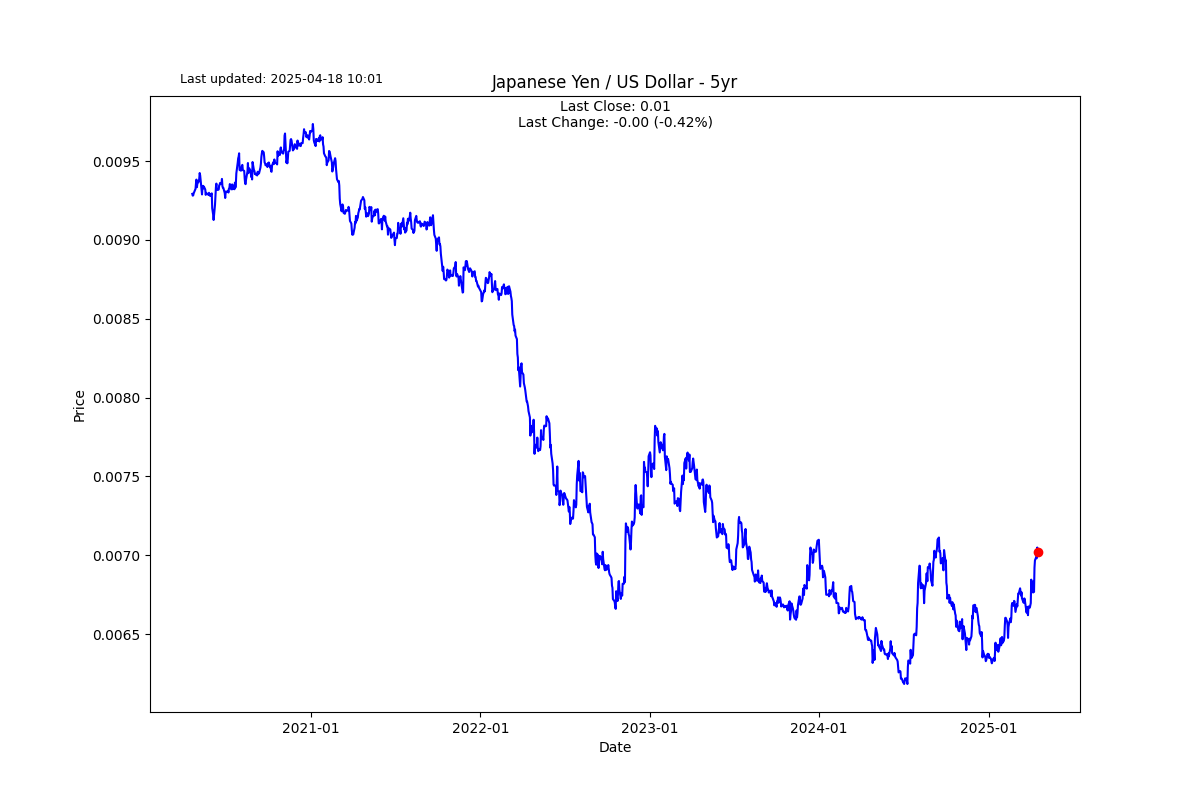 Last updated: 2025-04-18 10:01
Japanese Yen / US Dollar - 5yr
Last Close: 0.01
Last Change: -0.00 (-0.42%)
0.0095
0.0090
0.0085
0.0080
0.0075
0.0070
0.0065
Price
2021-01
2022-01
2023-01
2024-01
2025-01
Date